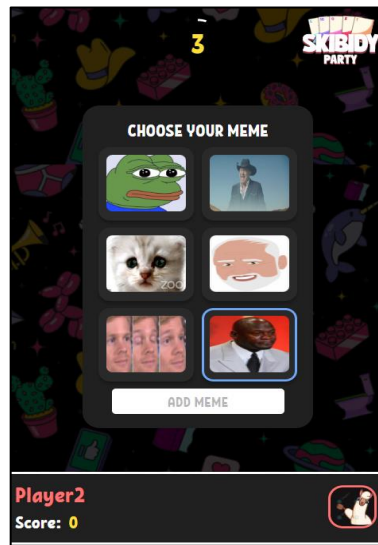 3
SKIBIDY
PARTY
CHOOSE YOUR MEME
ZOO
ADD MEME
Player2
Score: 0